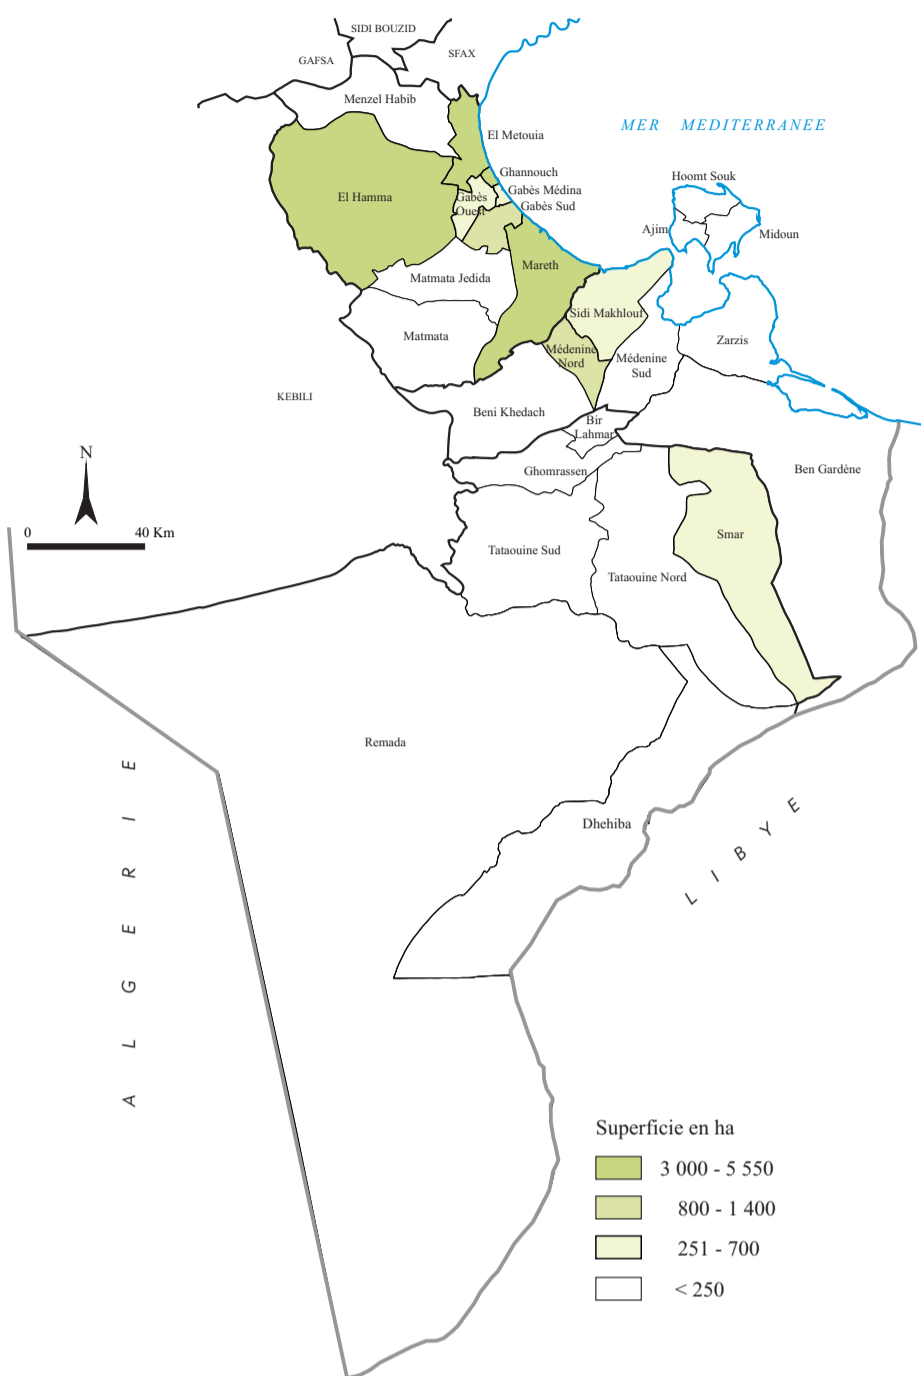 SIDI BOUZID
SFAX
GAFSA
Menzel Habib
MER MEDITERRANEE
El Metouia
Ghannouch
Hoomt Souk
Gabès Médina
El Hamma
Gabès
Ouest
Gabès Sud
Ajim
Midoun
Mareth
Matmata Jedida
Sidi Makhlouf
Matmata
Zarzis
Médenine
Nord
Médenine
Sud
KEBILI
Beni Khedach
Bir
Lahmar
N
Ghomrassen
Ben Gardène
0 40 Km
Smar
Tataouine Sud
Tataouine Nord
Remada
ALGERIE
LIBYE
Dhehiba
Superficie en ha
3 000 - 5 550
800 - 1 400
251 - 700
< 250